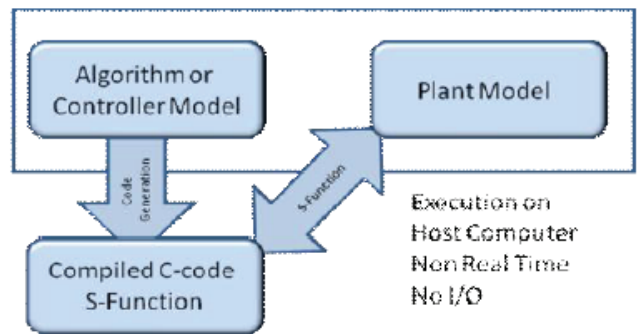 Algorithm or
Controller Model
Plant Model
Code
Generation
S-Function
Compiled C-code
S-Function
Execution on
Host Computer
Non Real Time
No I/O